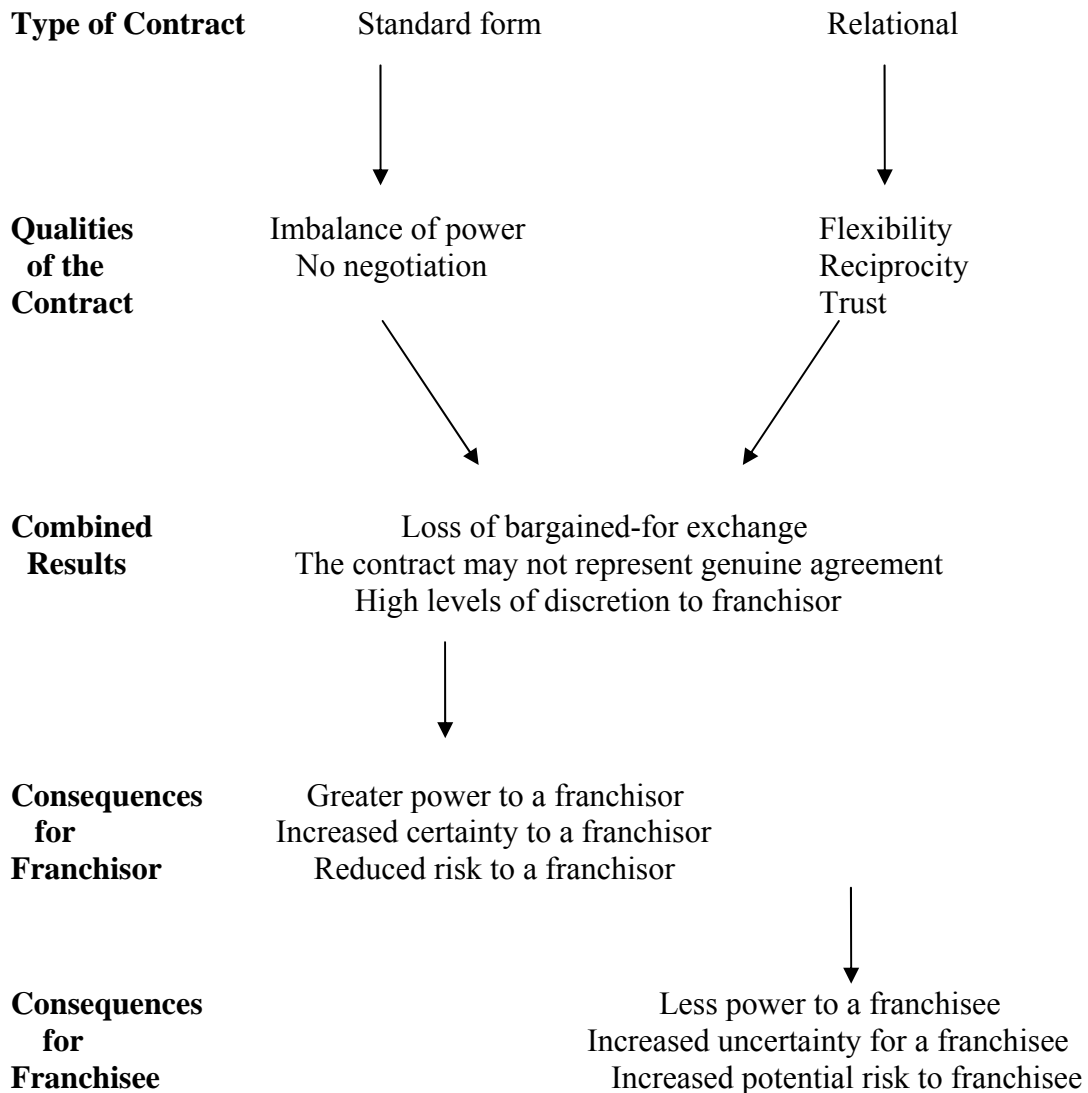 Type of Contract Standard form Relational
Qualities Imbalance of power Flexibility
of the No negotiation Reciprocity
Contract Trust
Combined Loss of bargained-for exchange
Results The contract may not represent genuine agreement
High levels of discretion to franchisor
Consequences Greater power to a franchisor
for Increased certainty to a franchisor
Franchisor Reduced risk to a franchisor
Consequences Less power to a franchisee
for Increased uncertainty for a franchisee
Franchisee Increased potential risk to franchisee